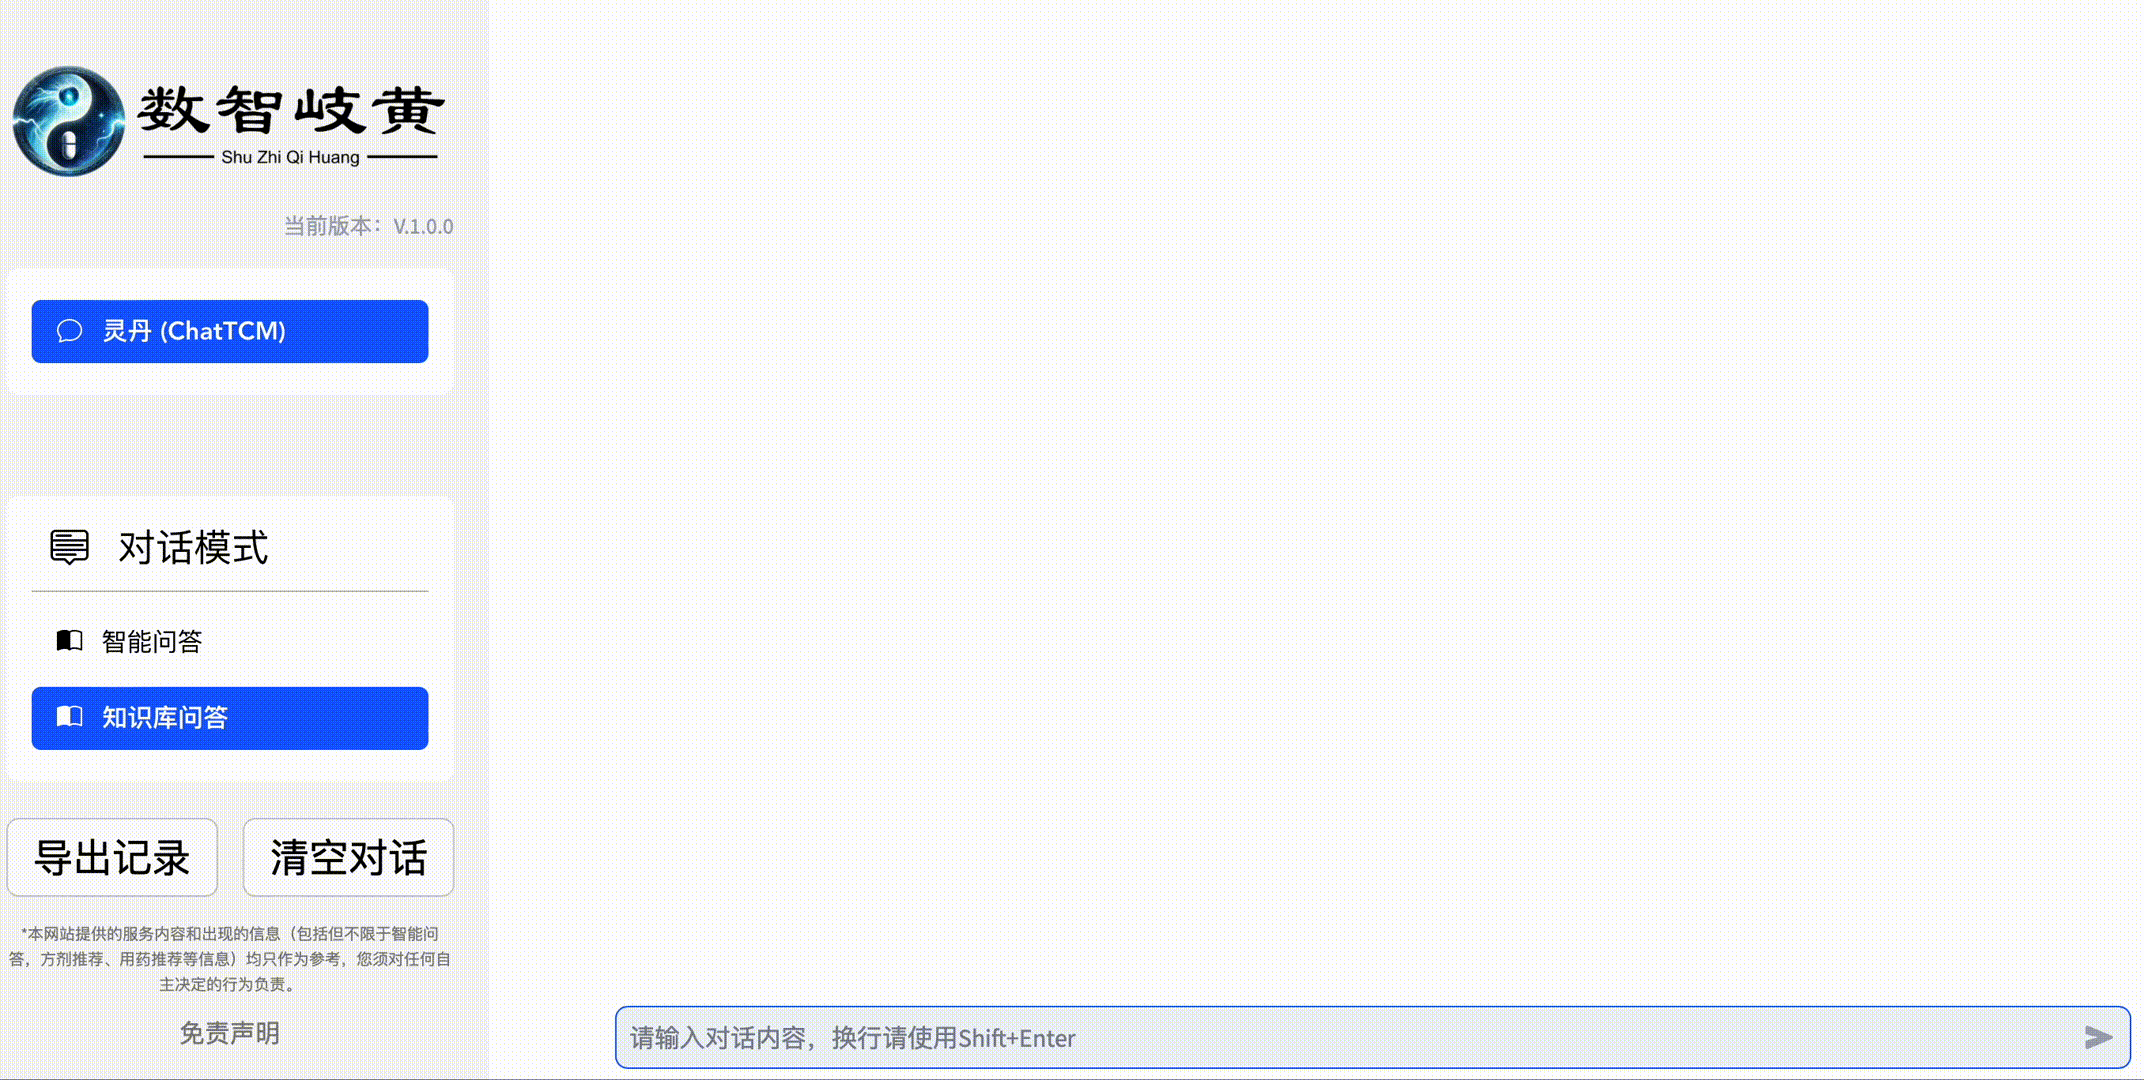 数智岐黄
Shu Zhi Qi Huang
当前版本：V.1.0.0
灵丹 (ChatTCM)
对话模式
智能问答
知识库问答
导出记录
清空对话
*本网站提供的服务内容和出现的信息（包括但不限于智能问
答，方剂推荐、用药推荐等信息）均只作为参考，您须对任何自
主决定的行为负责。
免责声明
请输入对话内容，换行请使用Shift+Enter